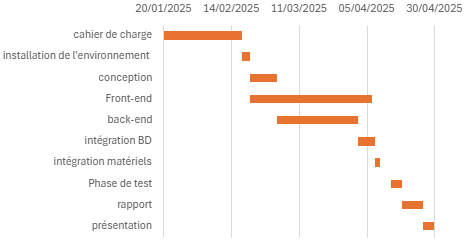 20/01/2025 14/02/2025 11/03/2025 05/04/2025 30/04/2025
cahier de charge
installation de l'environnement
conception
Front-end
back-end
intégration BD
intégration matériels
Phase de test
rapport
présentation